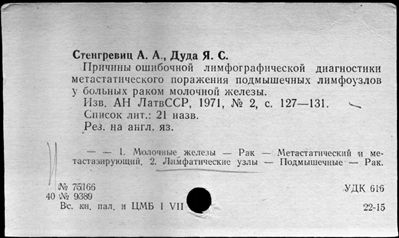 Стенгревиц А. А., Дуда Я. С.
Причины ошибочной лимфографической диагностики
метастатического поражения подмышечных лимфоузлов
у больных раком молочной железы.
Изв. АН ЛатвССР, 1971, № 2, с. 127—131.
Список лит.: 21 назв.
Рез. на англ. яз.
— — 1. Молочные железы — Рак — Метастатический и ме-
тастазирующий. 2. Лимфатические узлы — Подмышечные — Рак.
№ 75166
УДК 616
40 № 9389
Вс. кн. пал. и ЦМБ I VII
22-15